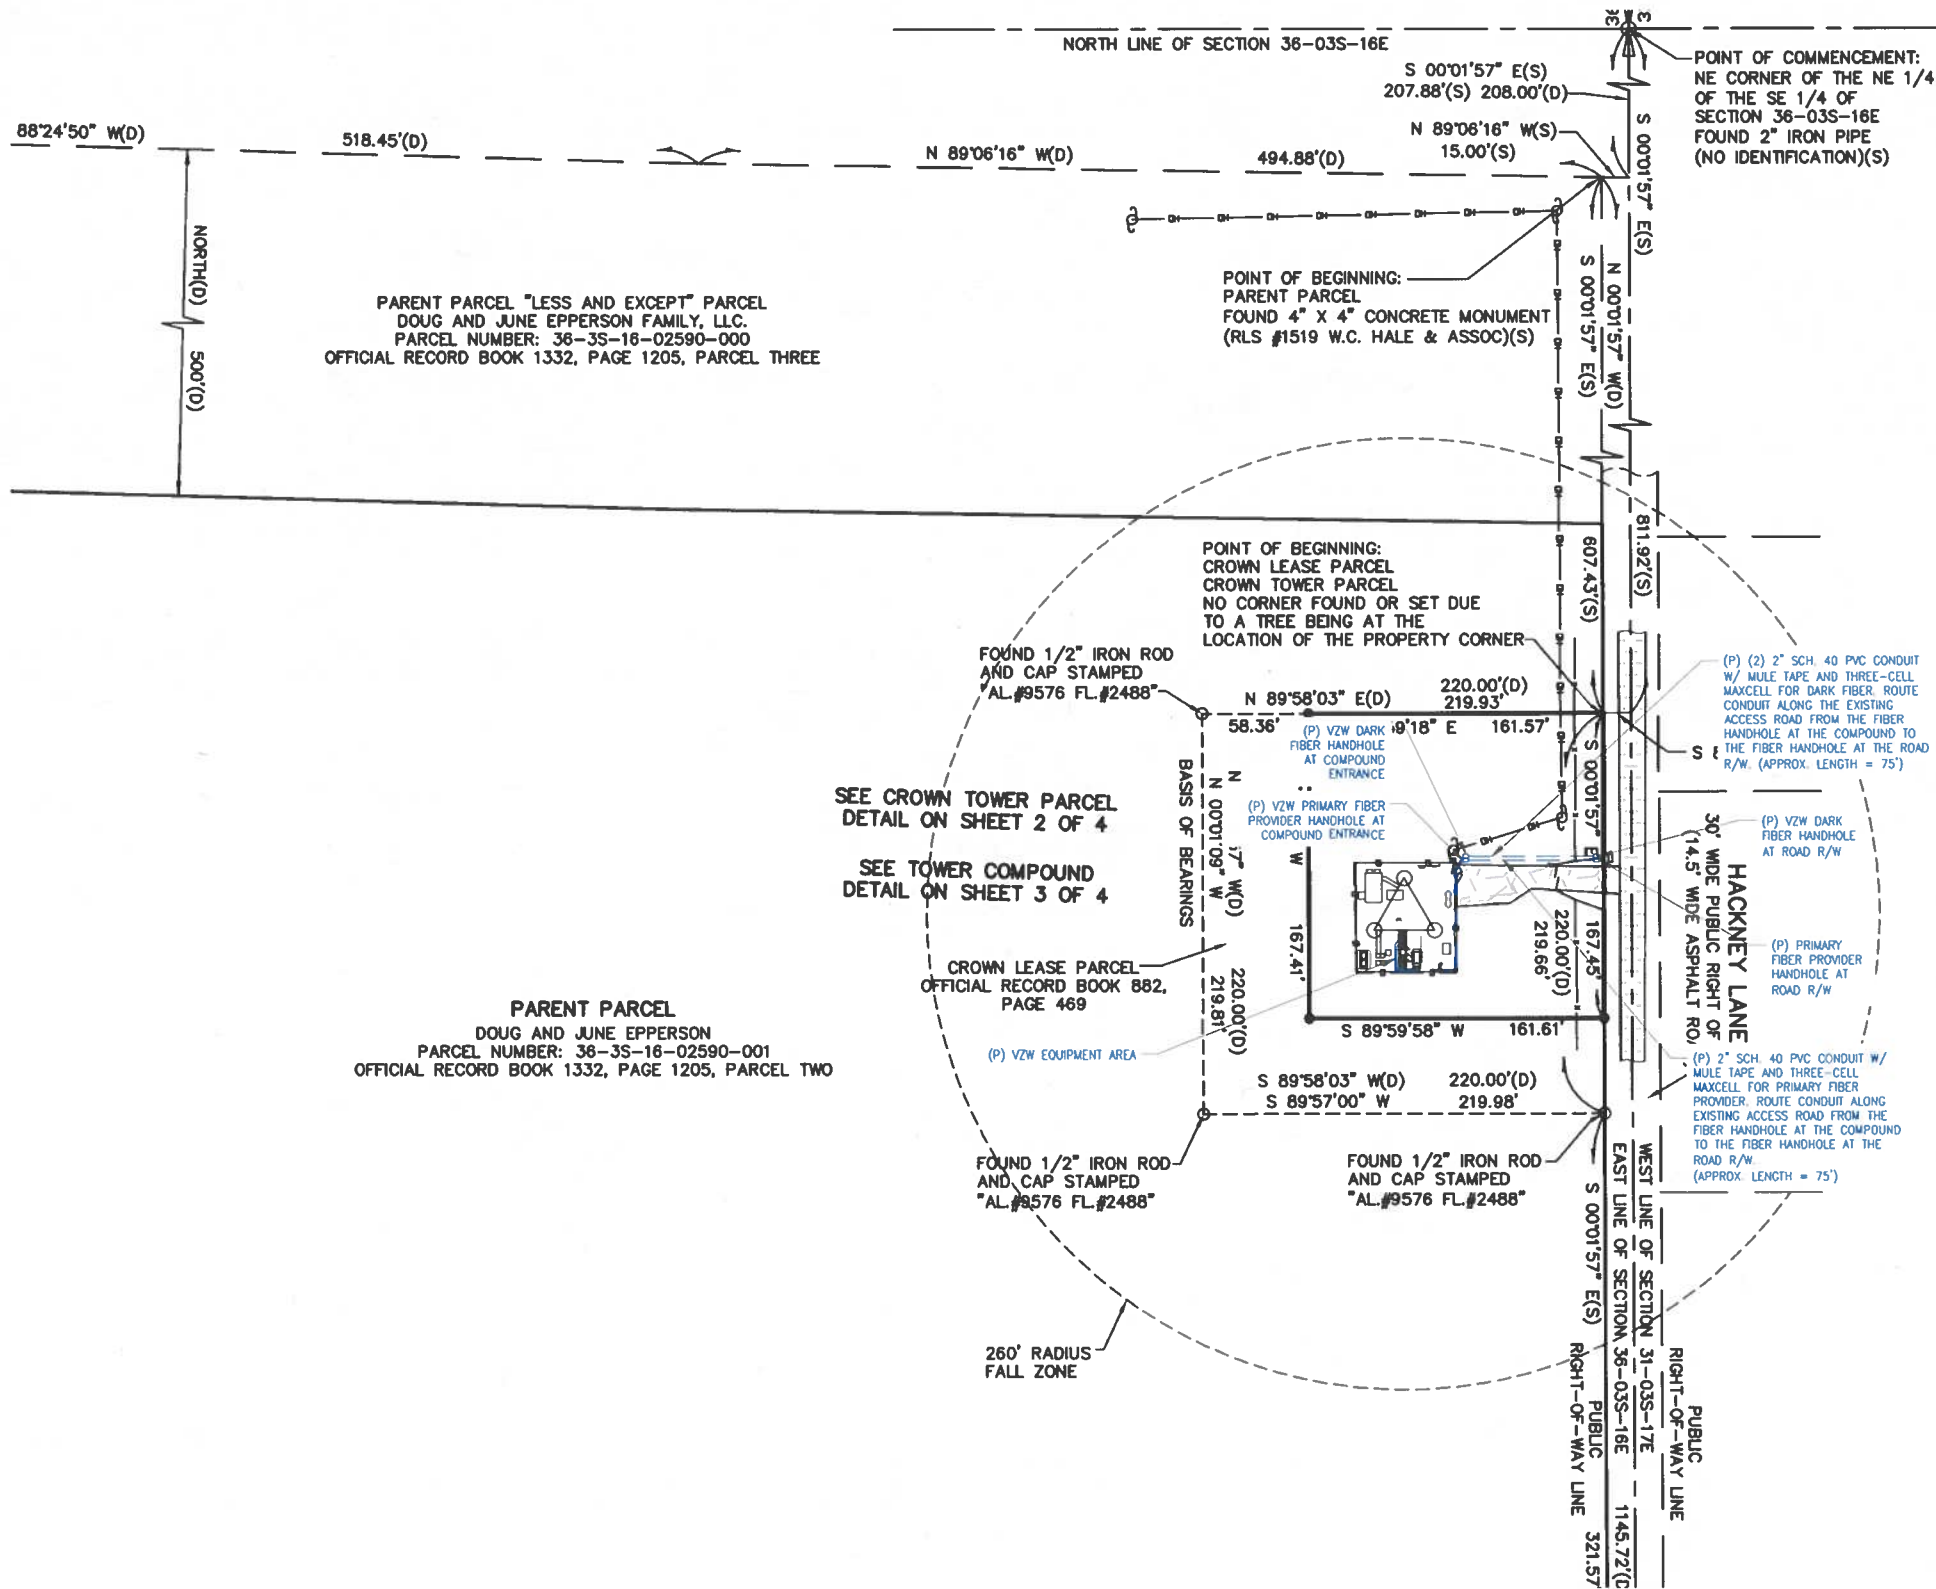 NORTH LINE OF SECTION 36-03S-16E
S 00°01'57" E(S)
207.88'(S) 208.00'(D)
POINT OF COMMENCEMENT:
NE CORNER OF THE NE 1/4
OF THE SE 1/4 OF
SECTION 36-03S-16E
FOUND 2" IRON PIPE
(NO IDENTIFICATION)(S)
88°24'50" W(D)
518.45'(D)
N 89°06'16" W(D)
494.88'(D)
N 89°06'16" W(S)
15.00'(S)
S 00°01'57" E(S)
NORTH(D) 500'(D)
PARENT PARCEL "LESS AND EXCEPT" PARCEL
DOUG AND JUNE EPPERSON FAMILY, LLC.
PARCEL NUMBER: 36-3S-16-02590-000
OFFICIAL RECORD BOOK 1332, PAGE 1205, PARCEL THREE
POINT OF BEGINNING:
PARENT PARCEL
FOUND 4" X 4" CONCRETE MONUMENT
(RLS #1519 W.C. HALE & ASSOC)(S)
N 00°01'57" W(D)
S 00°01'57" E(S)
811.92'(S)
607.43'(S)
POINT OF BEGINNING:
CROWN LEASE PARCEL
CROWN TOWER PARCEL
NO CORNER FOUND OR SET DUE
TO A TREE BEING AT THE
LOCATION OF THE PROPERTY CORNER
FOUND 1/2" IRON ROD
AND CAP STAMPED
"AL.#9576 FL.#2488"
N 89°58'03" E(D)
220.00'(D)
219.93'
58.36'
9'18" E
161.57'
(P) VZW DARK
FIBER HANDHOLE
AT COMPOUND
ENTRANCE
(P) VZW PRIMARY FIBER
PROVIDER HANDHOLE AT
COMPOUND ENTRANCE
(P) (2) 2" SCH. 40 PVC CONDUIT
W/ MULE TAPE AND THREE-CELL
MAXCELL FOR DARK FIBER. ROUTE
CONDUIT ALONG THE EXISTING
ACCESS ROAD FROM THE FIBER
HANDHOLE AT THE COMPOUND TO
THE FIBER HANDHOLE AT THE ROAD
R/W. (APPROX. LENGTH = 75')
S
SEE CROWN TOWER PARCEL
DETAIL ON SHEET 2 OF 4
SEE TOWER COMPOUND
DETAIL ON SHEET 3 OF 4
N 7" W(D) 220.00'(D)
N 00°01'09" W 219.81'
BASIS OF BEARINGS
W 167.41'
S 00°01'57" E 167.45'
220.00'(D)
219.66'
(P) VZW DARK
FIBER HANDHOLE
AT ROAD R/W
HACKNEY LANE
30' WIDE PUBLIC RIGHT OF
(14.5' WIDE ASPHALT
(P) PRIMARY
FIBER PROVIDER
HANDHOLE AT
ROAD R/W
CROWN LEASE PARCEL
OFFICIAL RECORD BOOK 882,
PAGE 469
(P) VZW EQUIPMENT AREA
S 89°59'58" W
161.61'
PARENT PARCEL
DOUG AND JUNE EPPERSON
PARCEL NUMBER: 36-3S-16-02590-001
OFFICIAL RECORD BOOK 1332, PAGE 1205, PARCEL TWO
S 89°58'03" W(D)
220.00'(D)
S 89°57'00" W
219.98'
(P) 2" SCH. 40 PVC CONDUIT W/
MULE TAPE AND THREE-CELL
MAXCELL FOR PRIMARY FIBER
PROVIDER. ROUTE CONDUIT ALONG
EXISTING ACCESS ROAD FROM THE
FIBER HANDHOLE AT THE COMPOUND
TO THE FIBER HANDHOLE AT THE
ROAD R/W.
(APPROX. LENGTH = 75')
FOUND 1/2" IRON ROD
AND CAP STAMPED
"AL.#9576 FL.#2488"
FOUND 1/2" IRON ROD
AND CAP STAMPED
"AL.#9576 FL.#2488"
S 00°01'57" E(S)
WEST LINE OF SECTION 31-03S-17E
EAST LINE OF SECTION 36-03S-16E
1145.72'(D
260' RADIUS
FALL ZONE
PUBLIC
RIGHT-OF-WAY LINE
321.57
PUBLIC
RIGHT-OF-WAY LINE